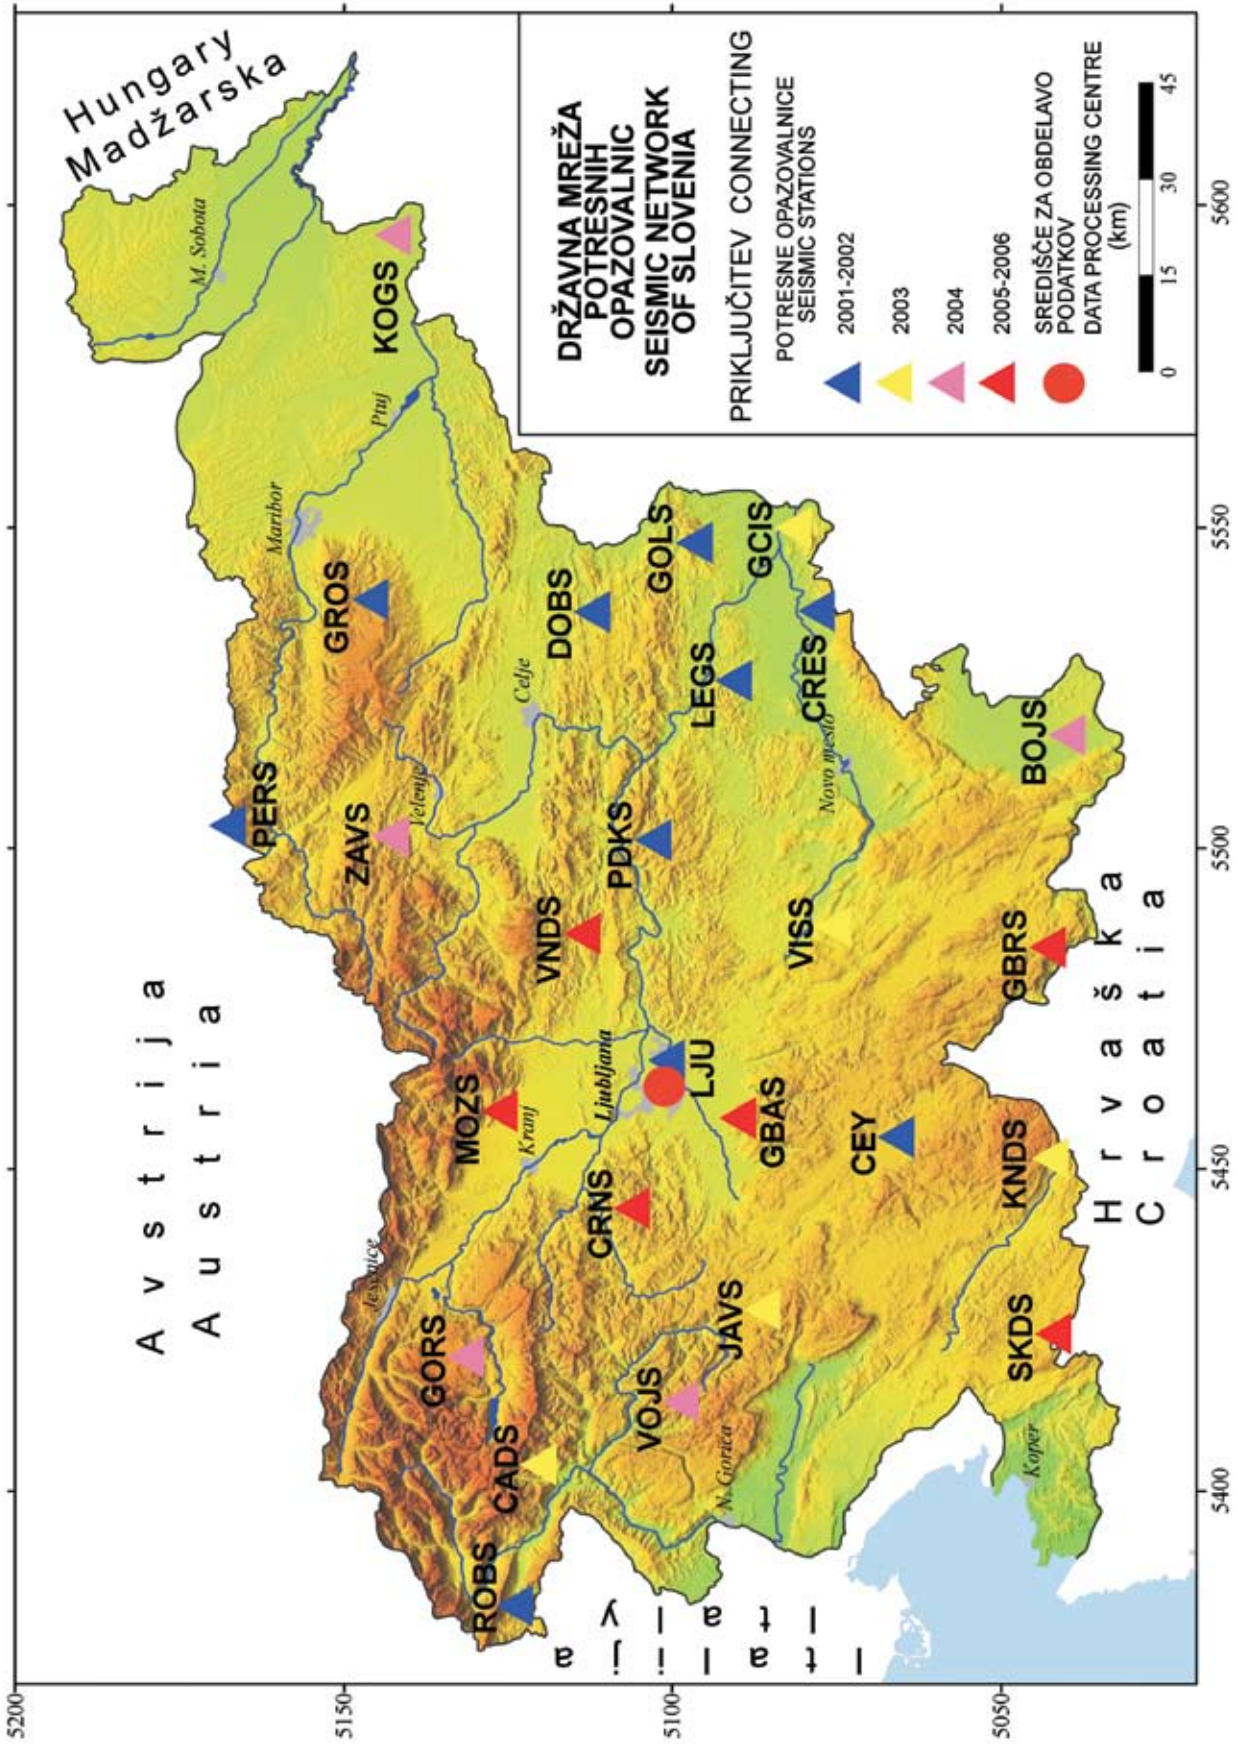 Hungary
Madžarska
Avstrija
Austria
Italija
Italy
Hrvaška
Croatia
DRŽAVNA MREŽA
POTRESNIH
OPAZOVALNIC
SEISMIC NETWORK
OF SLOVENIA
PRIKLJUČITEV CONNECTING
POTRESNE OPAZOVALNICE
SEISMIC STATIONS
2001-2002
2003
2004
2005-2006
SREDIŠČE ZA OBDELAVO
PODATKOV
DATA PROCESSING CENTRE
(km)
0 15 30 45
M. Sobota
KOGS
Ptuj
Maribor
GROS
PERS
ZAVS
Velenje
Celje
DOBS
GOLS
GCIS
LEGS
CRES
Novo mesto
BOJS
PDKS
VNDS
VISS
GBRS
MOZS
Kranj
Ljubljana
LJU
GBAS
CEY
KNDS
CRNS
Jesenice
GORS
JAVS
VOJS
SKDS
CADS
N. Gorica
Koper
ROBS
5200
5150
5100
5050
5400
5450
5500
5550
5600